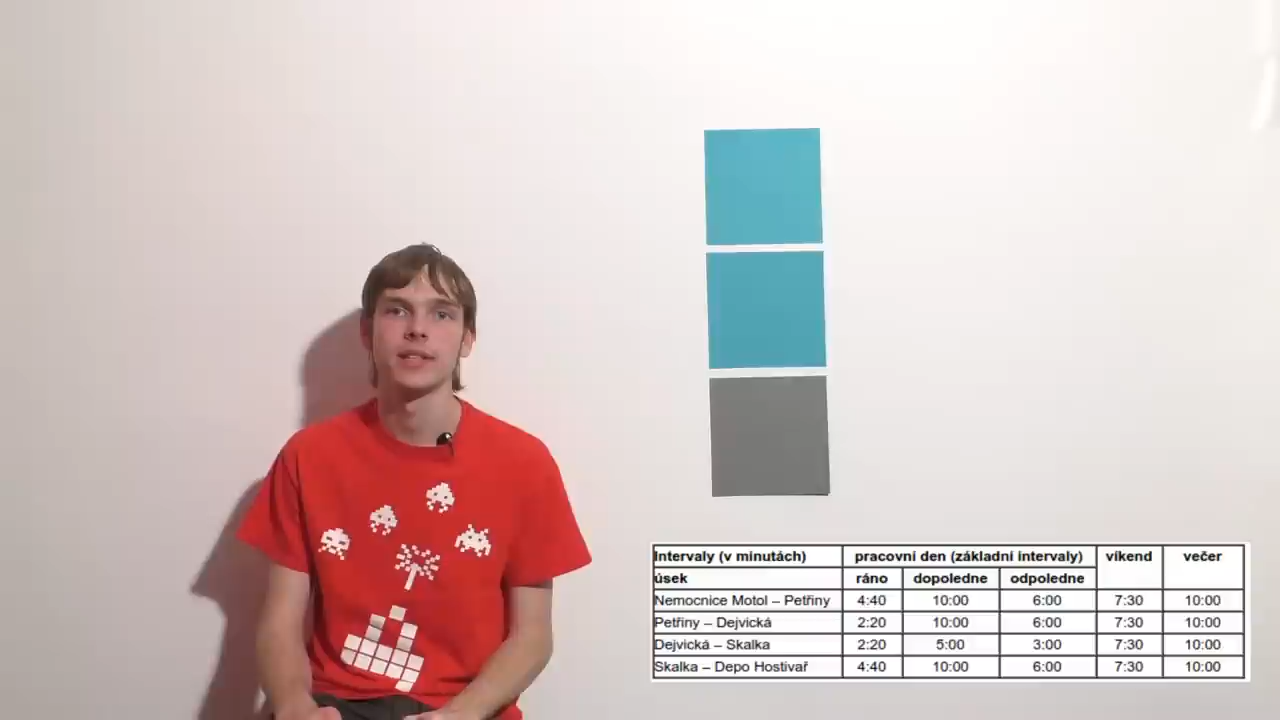 Intervaly (v minutách) pracovní den (základní intervaly) víkend večer
úsek ráno dopoledne odpoledne
Nemocnice Motol – Petřiny 4:40 10:00 6:00 7:30 10:00
Petřiny – Dejvická 2:20 10:00 6:00 7:30 10:00
Dejvická – Skalka 2:20 5:00 3:00 7:30 10:00
Skalka – Depo Hostivař 4:40 10:00 6:00 7:30 10:00